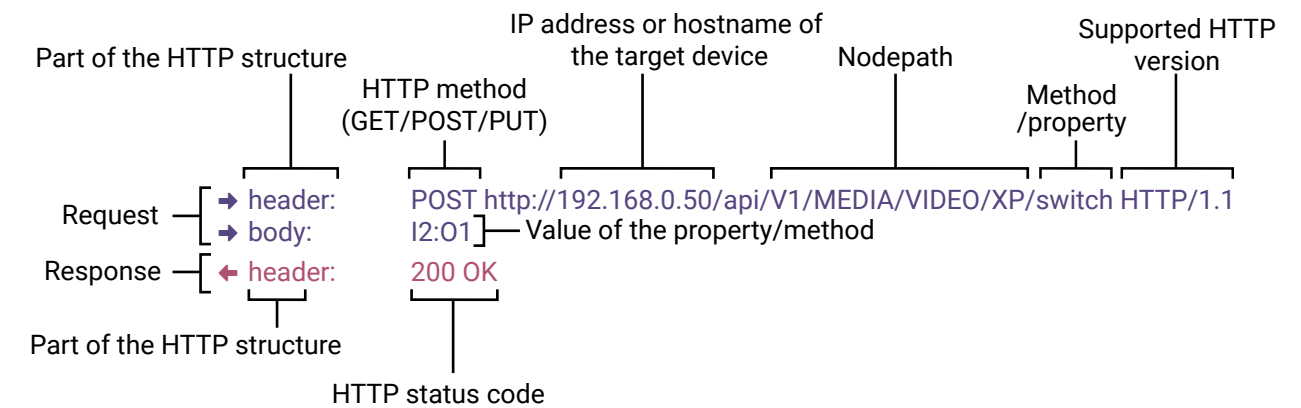 IP address or hostname of
the target device
Part of the HTTP structure
HTTP method
(GET/POST/PUT)
Nodepath
Supported HTTP
version
Method
/property
Request
➔ header: POST http://192.168.0.50/api/V1/MEDIA/VIDEO/XP/switch HTTP/1.1
➔ body: I2:O1 Value of the property/method
Response
🡰 header: 200 OK
Part of the HTTP structure
HTTP status code